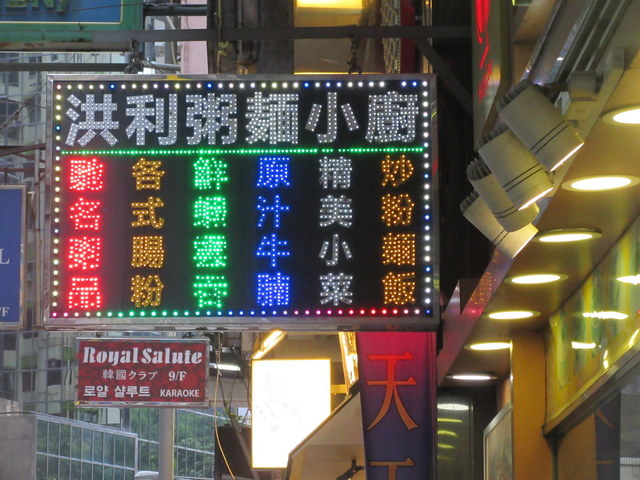 洪利粥麵小廚
馳名粥品
各式腸粉
鮮蝦雲吞
原汁牛腩
精美小菜
炒粉麵飯
Royal Salute
韓國クラブ 9/F
로얄 샬루트 KARAOKE
天